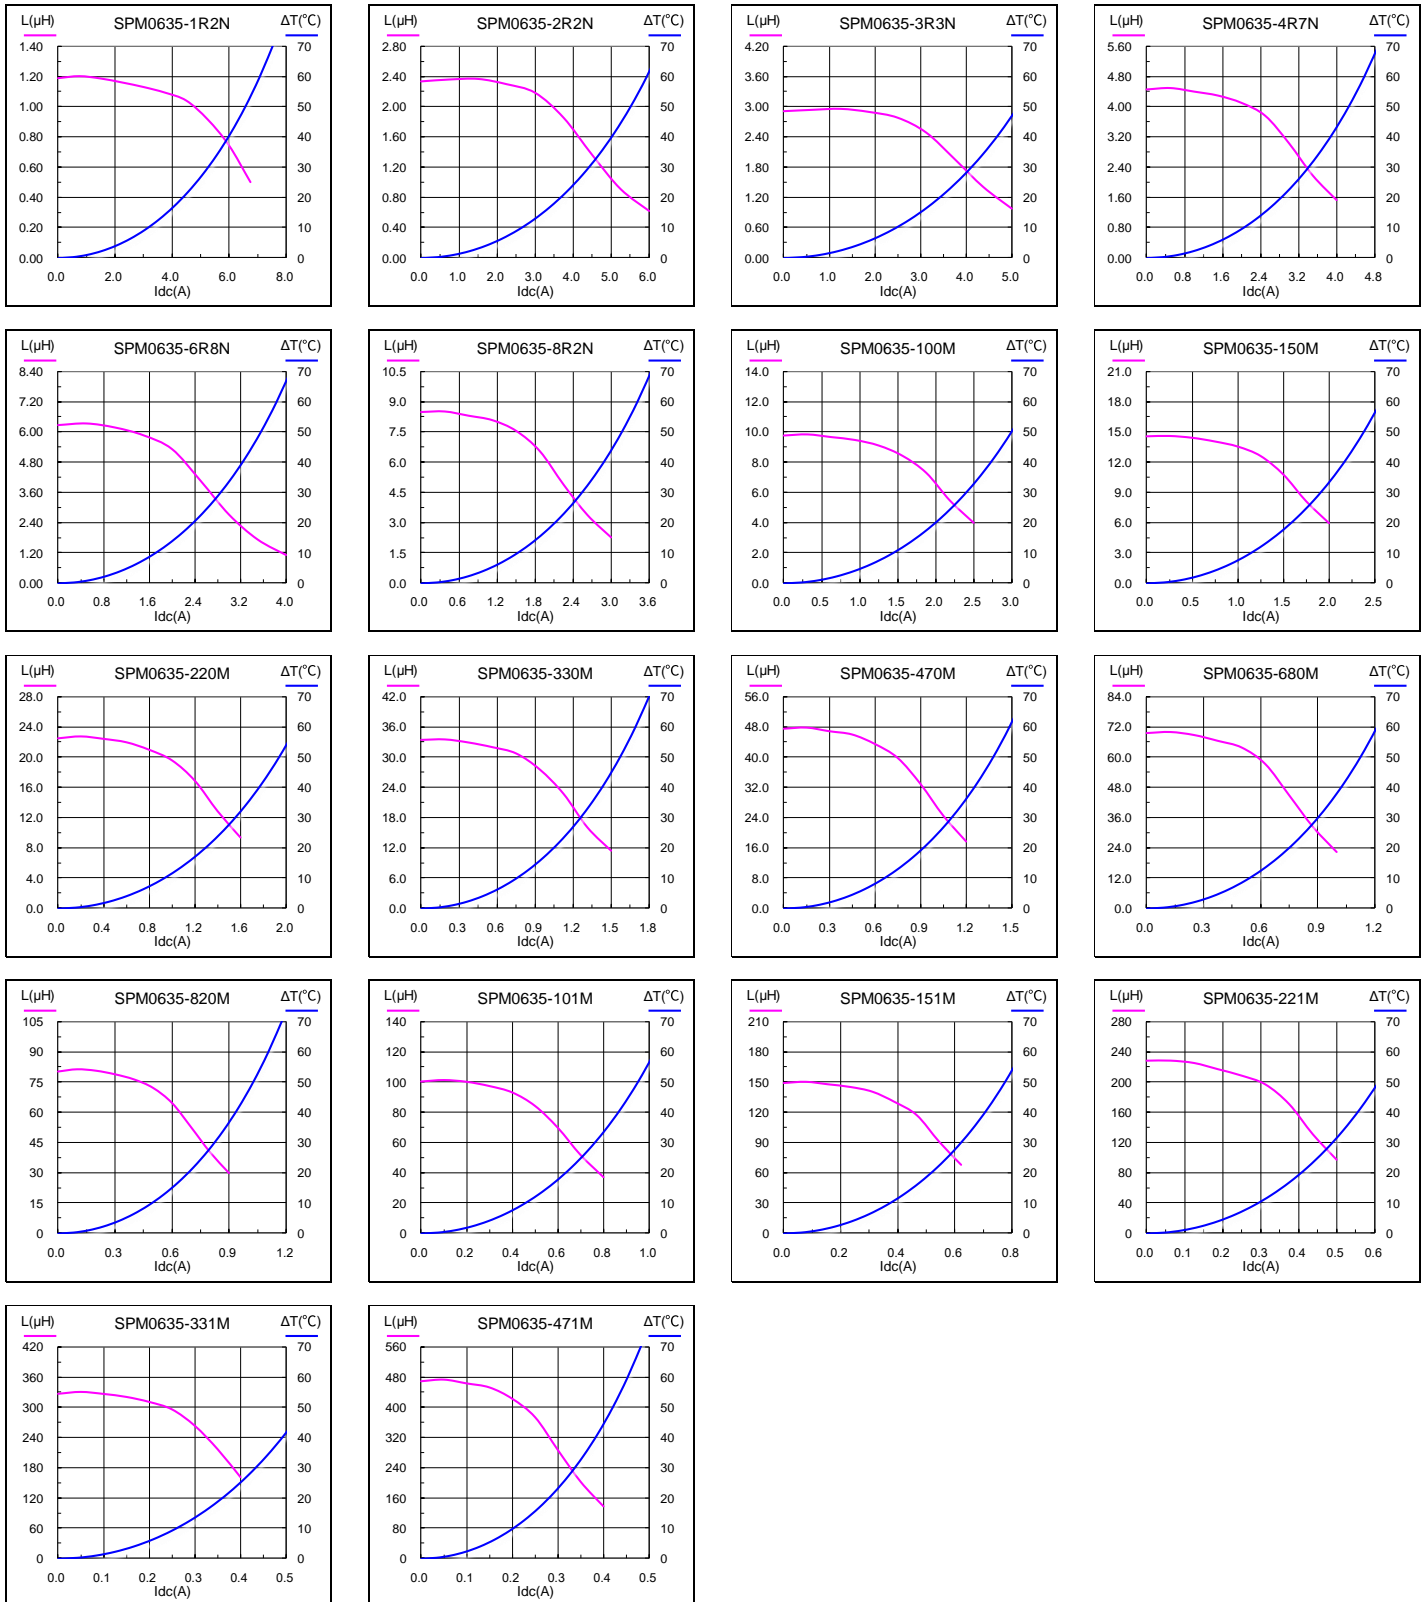 L(μH) SPM0635-1R2N ΔT(℃)
1.40 70
1.20 60
1.00 50
0.80 40
0.60 30
0.40 20
0.20 10
0.00 0
0.0 2.0 4.0 6.0 8.0
Idc(A)
L(μH) SPM0635-2R2N ΔT(℃)
2.80 70
2.40 60
2.00 50
1.60 40
1.20 30
0.80 20
0.40 10
0.00 0
0.0 1.0 2.0 3.0 4.0 5.0 6.0
Idc(A)
L(μH) SPM0635-3R3N ΔT(℃)
4.20 70
3.60 60
3.00 50
2.40 40
1.80 30
1.20 20
0.60 10
0.00 0
0.0 1.0 2.0 3.0 4.0 5.0
Idc(A)
L(μH) SPM0635-4R7N ΔT(℃)
5.60 70
4.80 60
4.00 50
3.20 40
2.40 30
1.60 20
0.80 10
0.00 0
0.0 0.8 1.6 2.4 3.2 4.0 4.8
Idc(A)
L(μH) SPM0635-6R8N ΔT(℃)
8.40 70
7.20 60
6.00 50
4.80 40
3.60 30
2.40 20
1.20 10
0.00 0
0.0 0.8 1.6 2.4 3.2 4.0
Idc(A)
L(μH) SPM0635-8R2N ΔT(℃)
10.5 70
9.0 60
7.5 50
6.0 40
4.5 30
3.0 20
1.5 10
0.0 0
0.0 0.6 1.2 1.8 2.4 3.0 3.6
Idc(A)
L(μH) SPM0635-100M ΔT(℃)
14.0 70
12.0 60
10.0 50
8.0 40
6.0 30
4.0 20
2.0 10
0.0 0
0.0 0.5 1.0 1.5 2.0 2.5 3.0
Idc(A)
L(μH) SPM0635-150M ΔT(℃)
21.0 70
18.0 60
15.0 50
12.0 40
9.0 30
6.0 20
3.0 10
0.0 0
0.0 0.5 1.0 1.5 2.0 2.5
Idc(A)
L(μH) SPM0635-220M ΔT(℃)
28.0 70
24.0 60
20.0 50
16.0 40
12.0 30
8.0 20
4.0 10
0.0 0
0.0 0.4 0.8 1.2 1.6 2.0
Idc(A)
L(μH) SPM0635-330M ΔT(℃)
42.0 70
36.0 60
30.0 50
24.0 40
18.0 30
12.0 20
6.0 10
0.0 0
0.0 0.3 0.6 0.9 1.2 1.5 1.8
Idc(A)
L(μH) SPM0635-470M ΔT(℃)
56.0 70
48.0 60
40.0 50
32.0 40
24.0 30
16.0 20
8.0 10
0.0 0
0.0 0.3 0.6 0.9 1.2 1.5
Idc(A)
L(μH) SPM0635-680M ΔT(℃)
84.0 70
72.0 60
60.0 50
48.0 40
36.0 30
24.0 20
12.0 10
0.0 0
0.0 0.3 0.6 0.9 1.2
Idc(A)
L(μH) SPM0635-820M ΔT(℃)
105 70
90 60
75 50
60 40
45 30
30 20
15 10
0 0
0.0 0.3 0.6 0.9 1.2
Idc(A)
L(μH) SPM0635-101M ΔT(℃)
140 70
120 60
100 50
80 40
60 30
40 20
20 10
0 0
0.0 0.2 0.4 0.6 0.8 1.0
Idc(A)
L(μH) SPM0635-151M ΔT(℃)
210 70
180 60
150 50
120 40
90 30
60 20
30 10
0 0
0.0 0.2 0.4 0.6 0.8
Idc(A)
L(μH) SPM0635-221M ΔT(℃)
280 70
240 60
200 50
160 40
120 30
80 20
40 10
0 0
0.0 0.1 0.2 0.3 0.4 0.5 0.6
Idc(A)
L(μH) SPM0635-331M ΔT(℃)
420 70
360 60
300 50
240 40
180 30
120 20
60 10
0 0
0.0 0.1 0.2 0.3 0.4 0.5
Idc(A)
L(μH) SPM0635-471M ΔT(℃)
560 70
480 60
400 50
320 40
240 30
160 20
80 10
0 0
0.0 0.1 0.2 0.3 0.4 0.5
Idc(A)